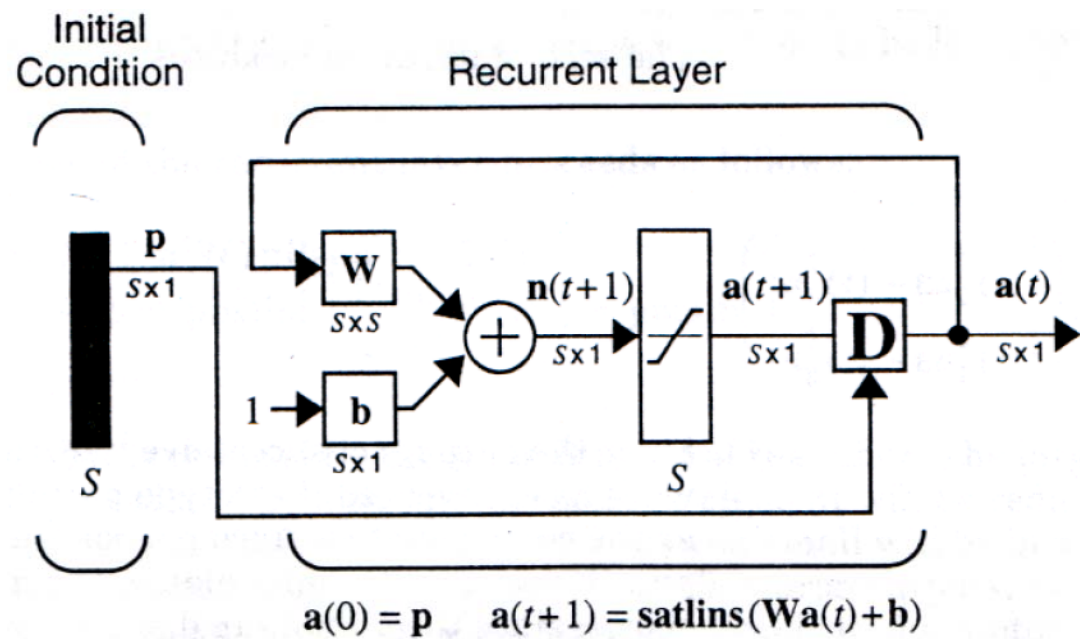 Initial
Condition
Recurrent Layer
p
S x 1
W
S x S
n(t+1)
S x 1
a(t+1)
S x 1
D
a(t)
S x 1
1
b
S x 1
S
S
a(0) = p a(t+1) = satlins(Wa(t)+b)